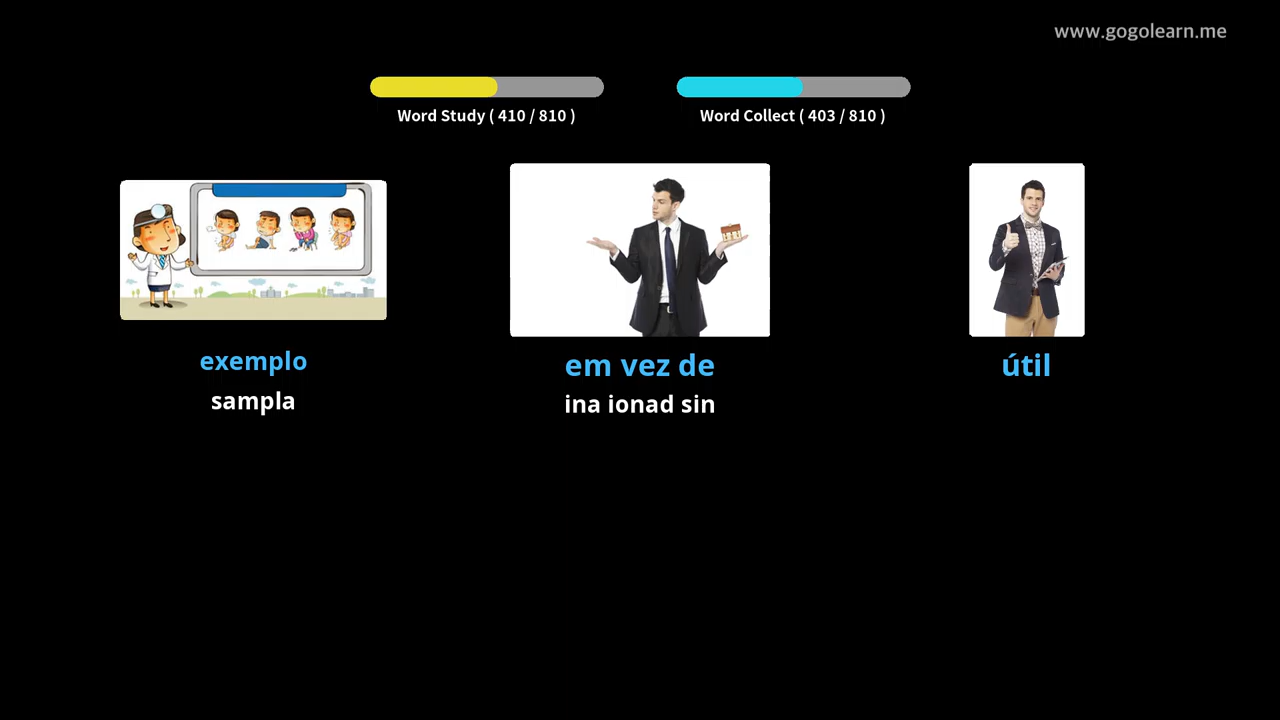 www.gogolearn.me
Word Study ( 410 / 810 )
Word Collect ( 403 / 810 )
exemplo
sampla
em vez de
ina ionad sin
útil